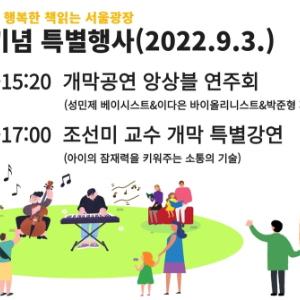 행복한 책읽는 서울광장
기념 특별행사(2022.9.3.)
15:20 개막공연 앙상블 연주회
(성민제 베이시스트&이다은 바이올리니스트&박준형
17:00 조선미 교수 개막 특별강연
(아이의 잠재력을 키워주는 소통의 기술)